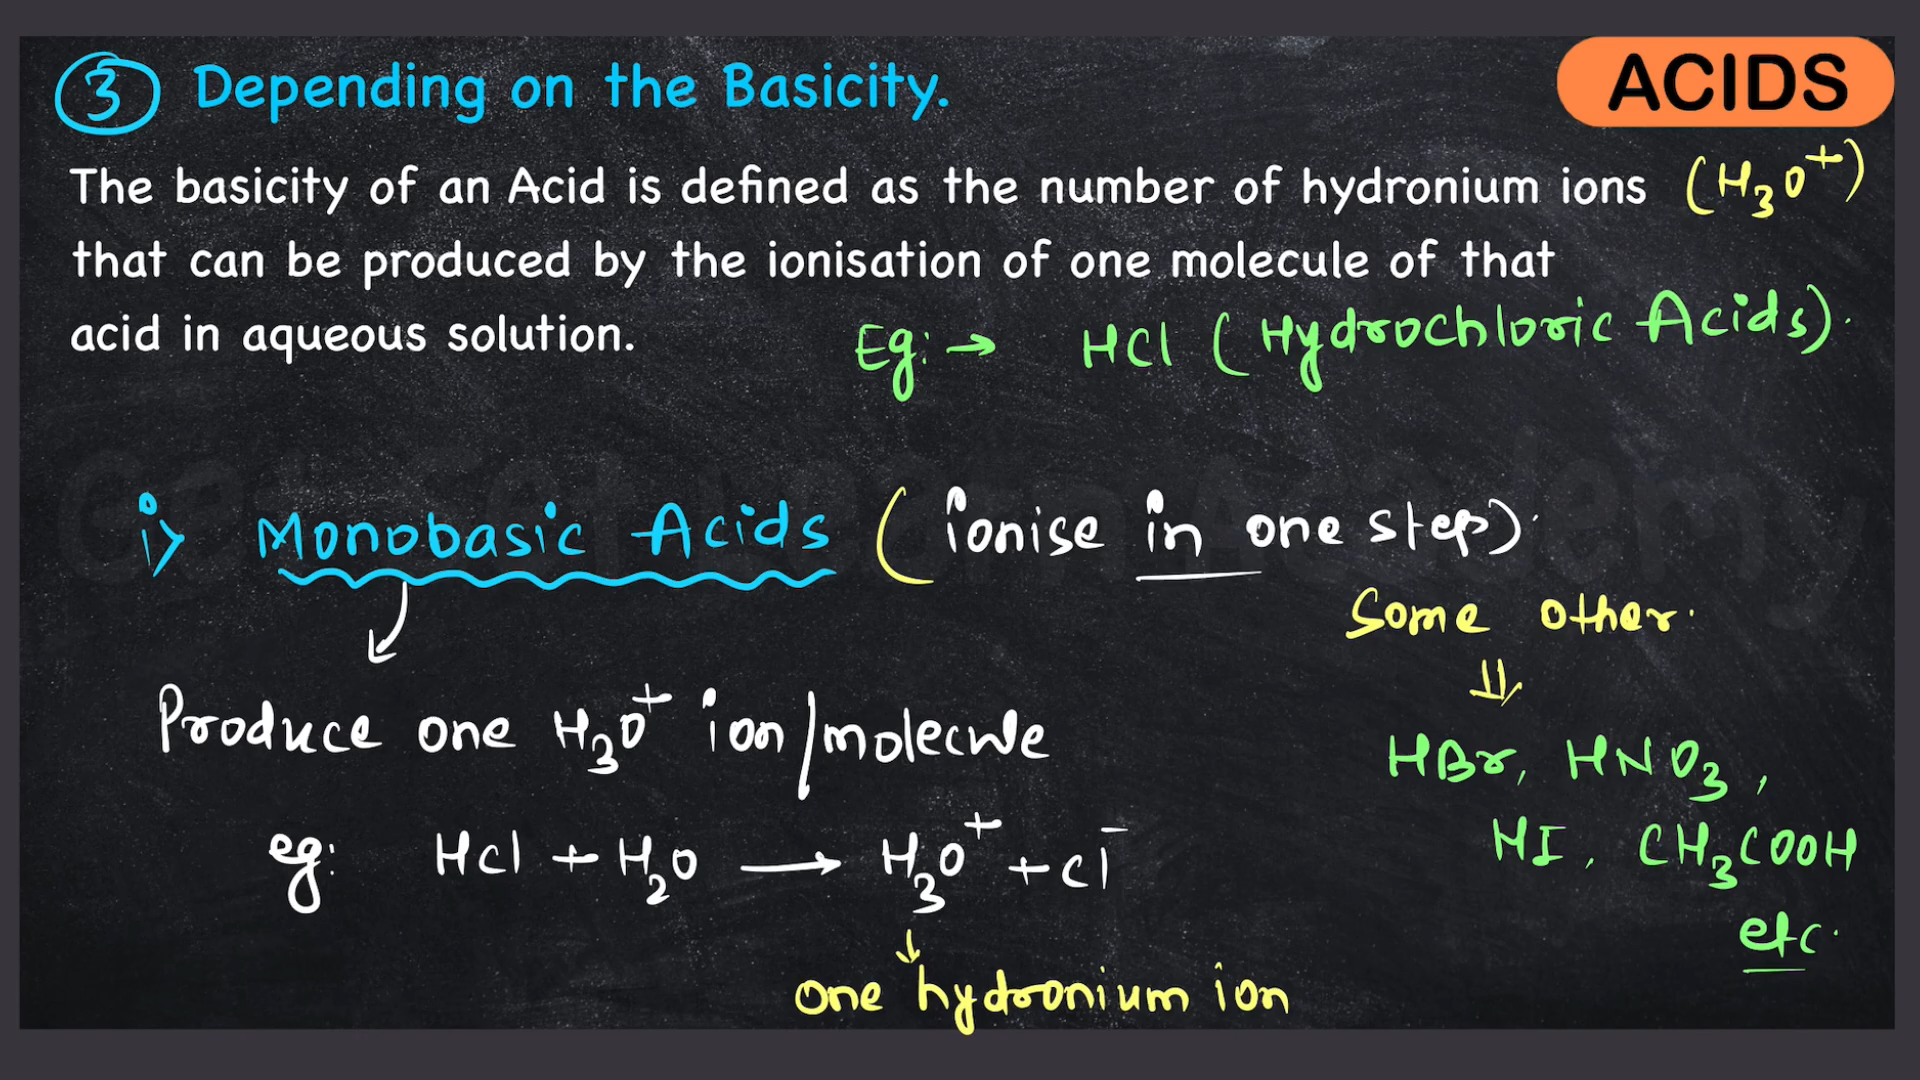 3 Depending on the Basicity.
ACIDS
The basicity of an Acid is defined as the number of hydronium ions (H₃O⁺)
that can be produced by the ionisation of one molecule of that
acid in aqueous solution.
Eg: → HCl (Hydrochloric Acids).
i> Monobasic Acids (ionise in one step).
Some other.
⇓
Produce one H₃O⁺ ion/molecule
HBr, HNO₃,
HI, CH₃COOH
etc.
eg: HCl + H₂O ⟶ H₃O⁺ + Cl⁻
↓
one hydronium ion